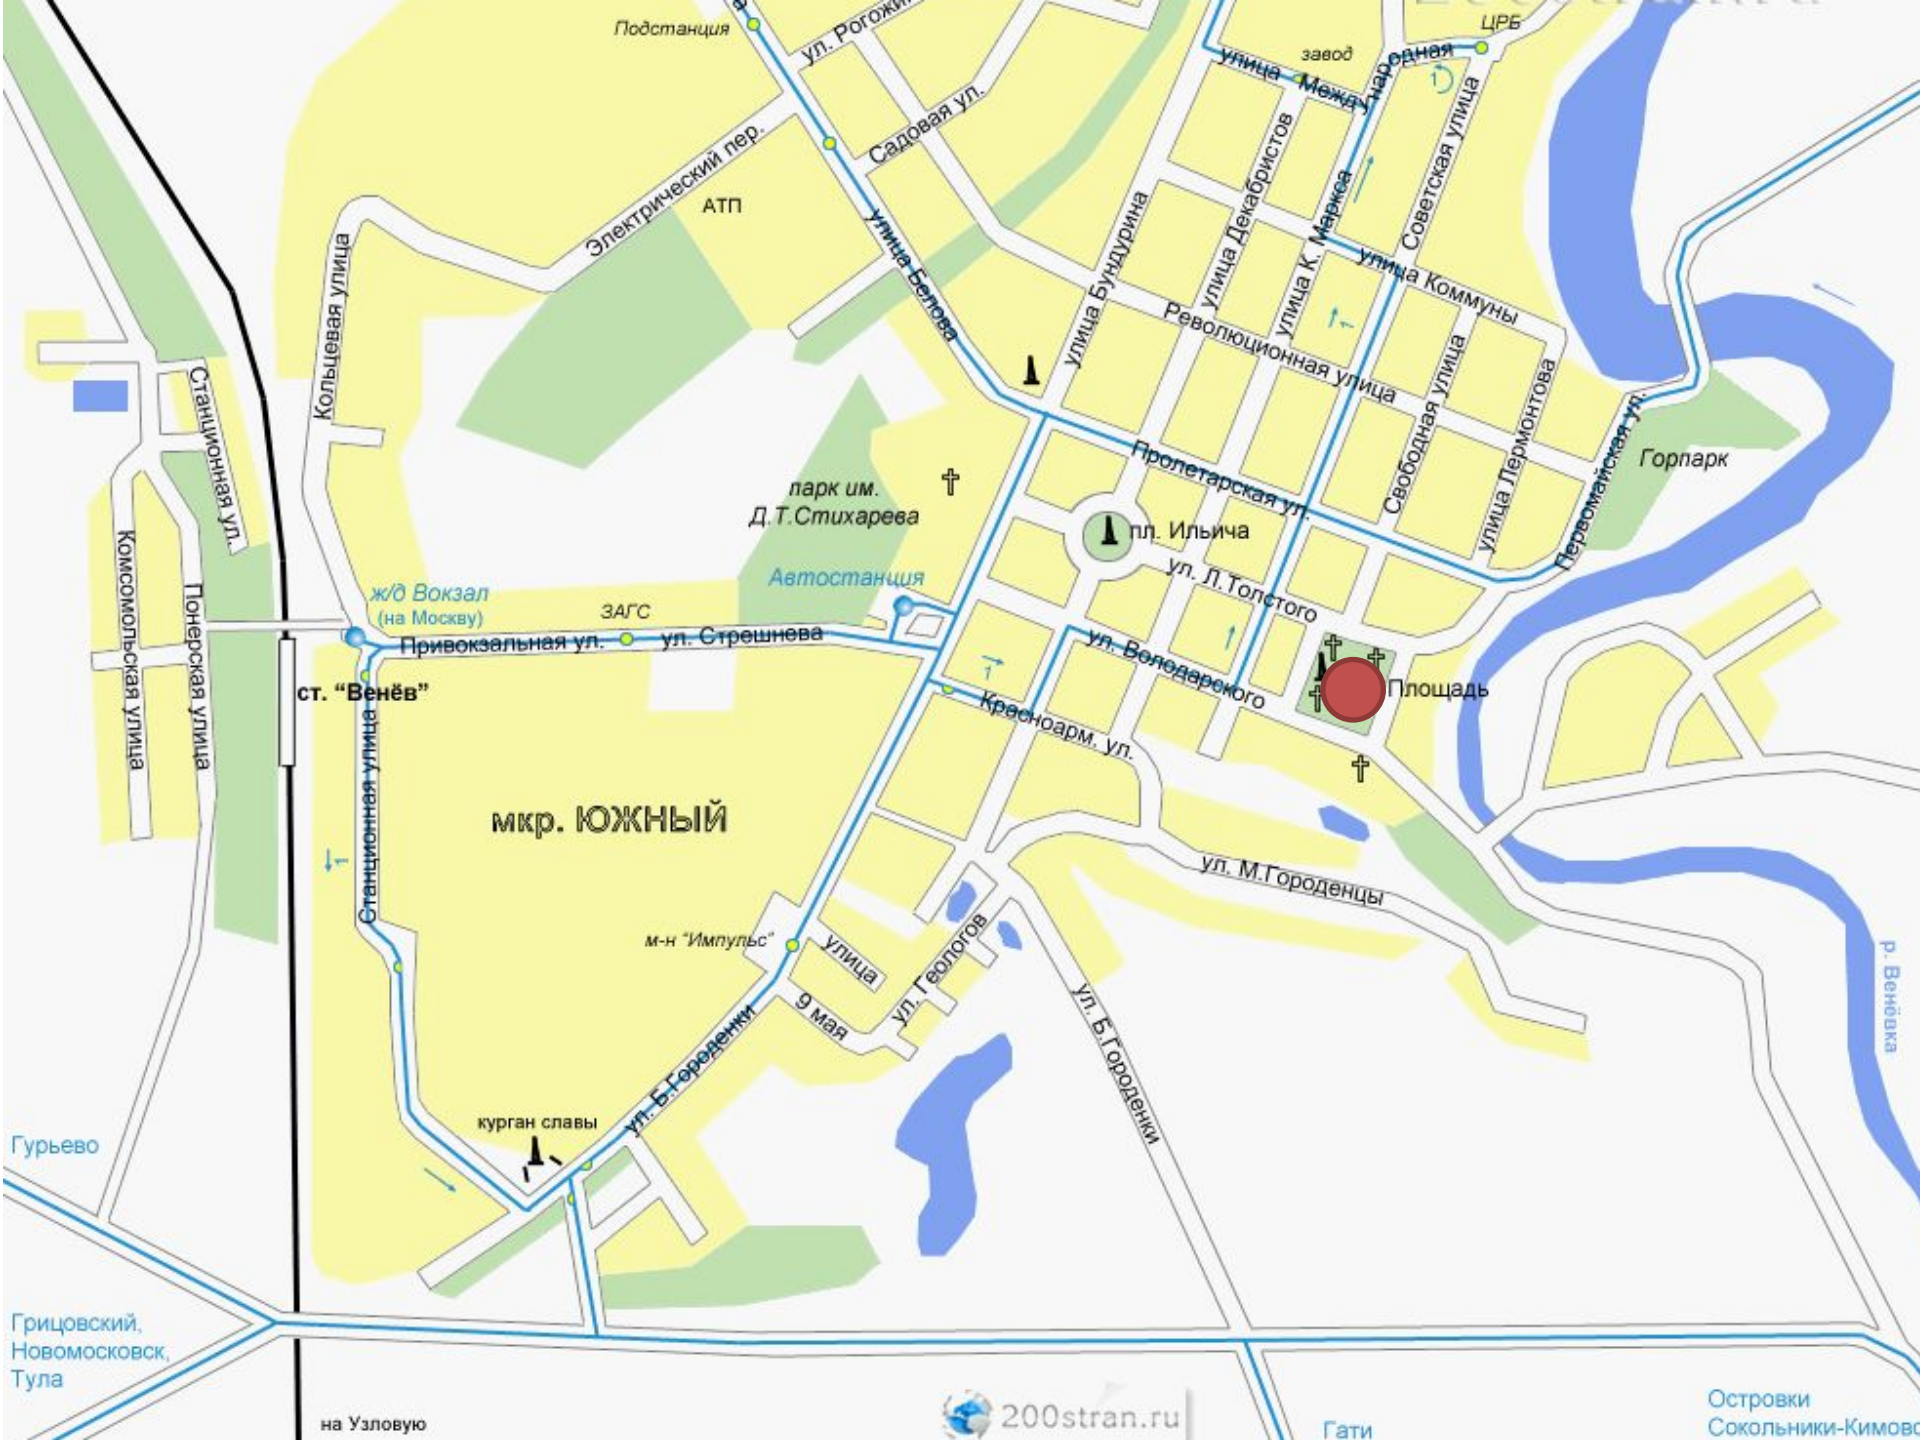 Подстанция
ул. Рогожи
ЦРБ
завод
улица Международная
Садовая ул.
Электрический пер.
АТП
улица Белова
улица Бундурина
улица Декабристов
улица К. Маркса
Советская улица
улица Коммуны
Революционная улица
Свободная улица
улица Лермонтова
Первомайская ул.
Горпарк
Кольцевая улица
Станционная ул.
Комсомольская улица
Понерская улица
парк им.
Д.Т.Стихарева
Пролетарская ул.
пл. Ильича
ул. Л.Толстого
Автостанция
ж/д Вокзал
(на Москву)
ЗАГС
Привокзальная ул.
ул. Стрешнева
ул. Володарского
Площадь
ст. “Венёв”
Красноарм. ул.
1
1
1
1
Станционная улица
мкр. ЮЖНЫЙ
ул. М.Городенцы
м-н “Импульс”
улица
9 мая
ул. Геологов
ул. Б.Городенки
ул. Б.Городенки
р. Венёвка
курган славы
Гурьево
Грицовский,
Новомосковск,
Тула
на Узловую
200stran.ru
Гати
Островки
Сокольники-Кимовс